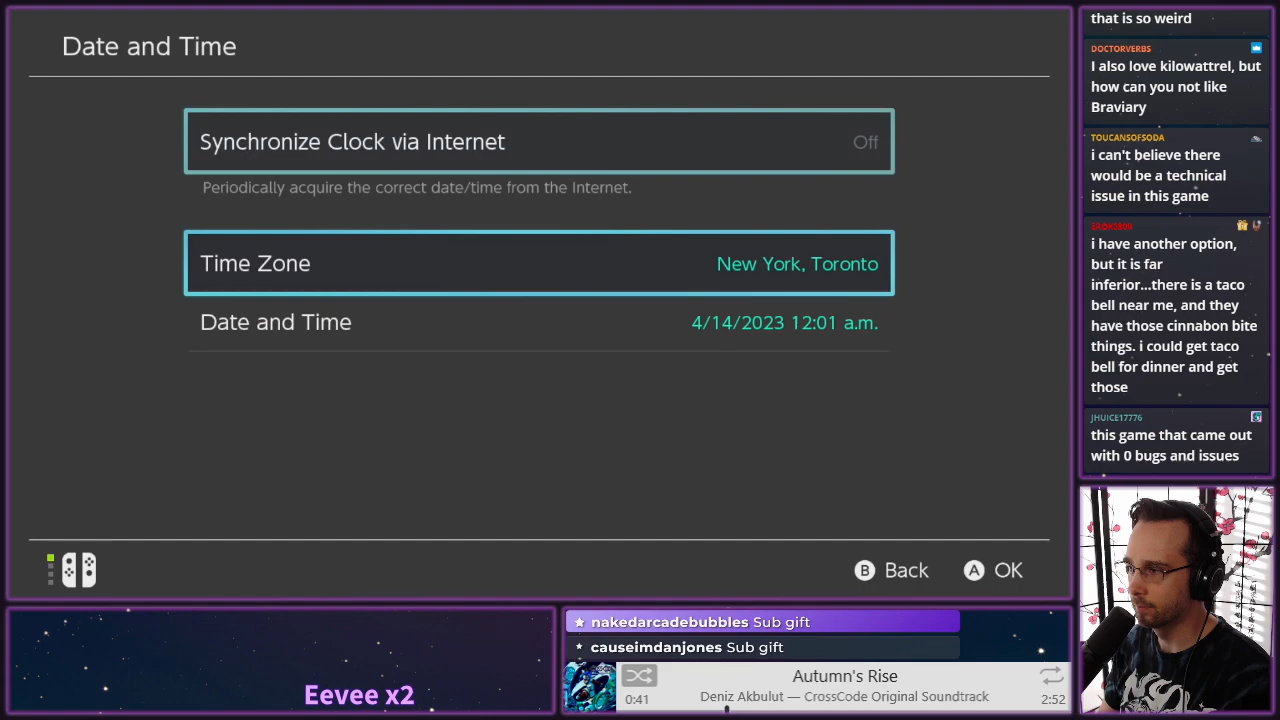 Date and Time
Synchronize Clock via Internet
Off
Periodically acquire the correct date/time from the Internet.
Time Zone
New York, Toronto
Date and Time
4/14/2023 12:01 a.m.
B Back
A OK
that is so weird
DOCTORVERBS
I also love kilowattrel, but
how can you not like
Braviary
TOUCANSOFSODA
i can't believe there
would be a technical
issue in this game
i have another option,
but it is far
inferior...there is a taco
bell near me, and they
have those cinnabon bite
things. i could get taco
bell for dinner and get
those
JHUICE17776
this game that came out
with 0 bugs and issues
Eevee x2
nakedarcadebubbles Sub gift
causeimdanjones Sub gift
Autumn's Rise
0:41
Deniz Akbulut — CrossCode Original Soundtrack
2:52